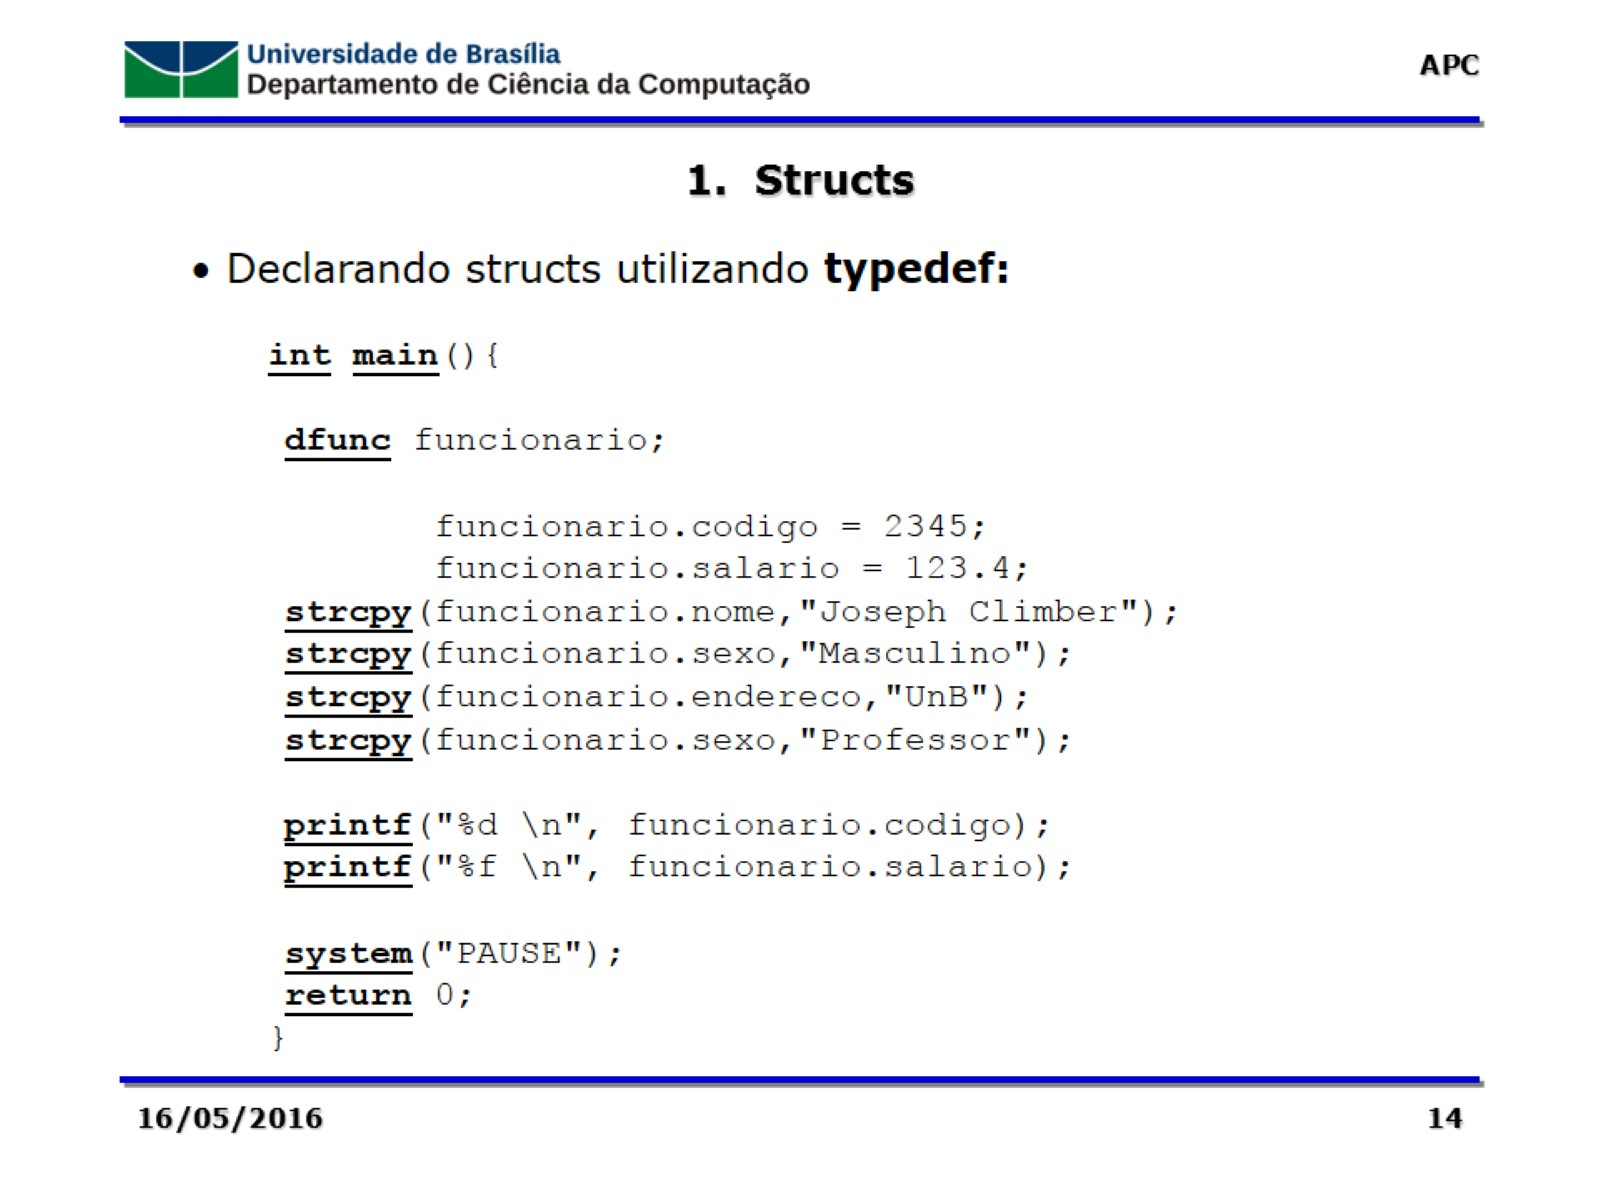 Universidade de Brasília
Departamento de Ciência da Computação
APC
1. Structs
• Declarando structs utilizando typedef:
int main(){
dfunc funcionario;
funcionario.codigo = 2345;
funcionario.salario = 123.4;
strcpy(funcionario.nome,"Joseph Climber");
strcpy(funcionario.sexo,"Masculino");
strcpy(funcionario.endereco,"UnB");
strcpy(funcionario.sexo,"Professor");
printf("%d \n", funcionario.codigo);
printf("%f \n", funcionario.salario);
system("PAUSE");
return 0;
}
16/05/2016
14